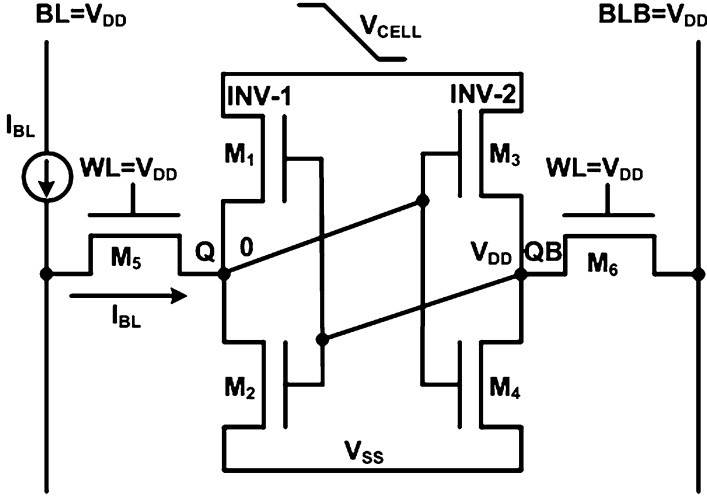 BL=VDD
VCELL
BLB=VDD
INV-1
INV-2
IBL
M1
M3
WL=VDD
WL=VDD
Q
0
VDD
QB
M5
M6
IBL
M2
M4
VSS